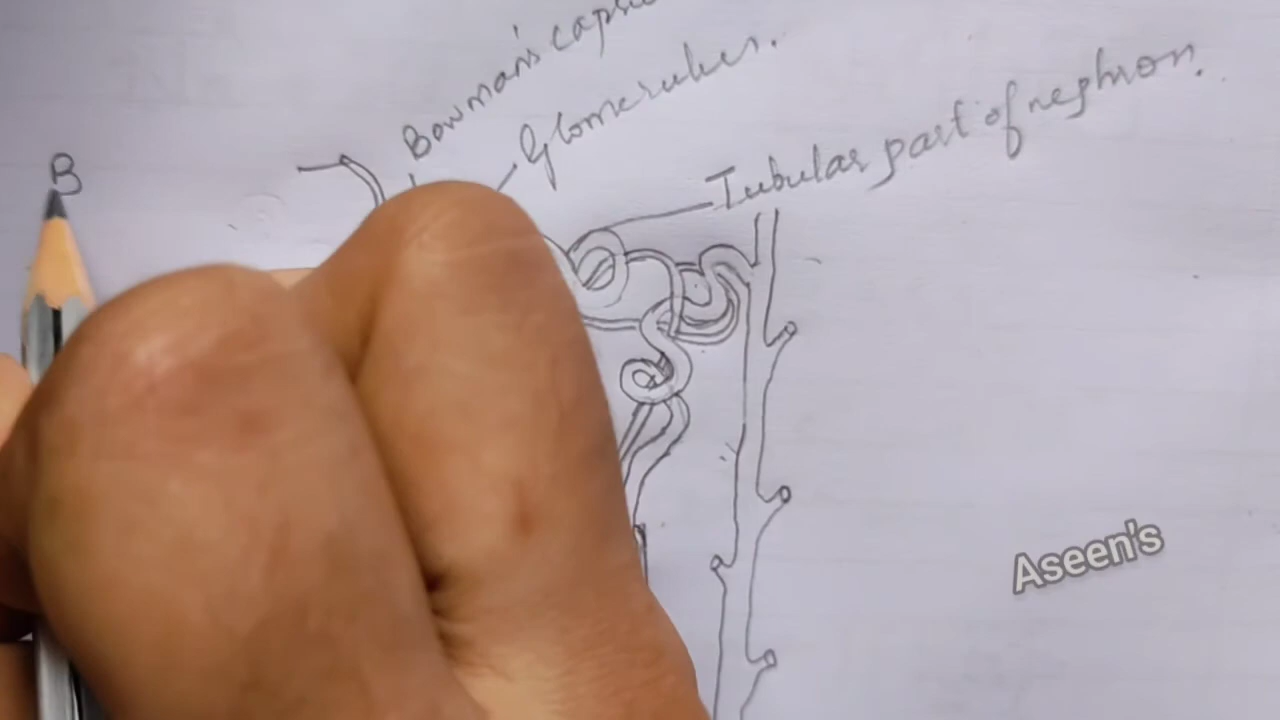 Bowman's capsu
Glomerulus.
Tubular part of nephron.
B
Aseen's